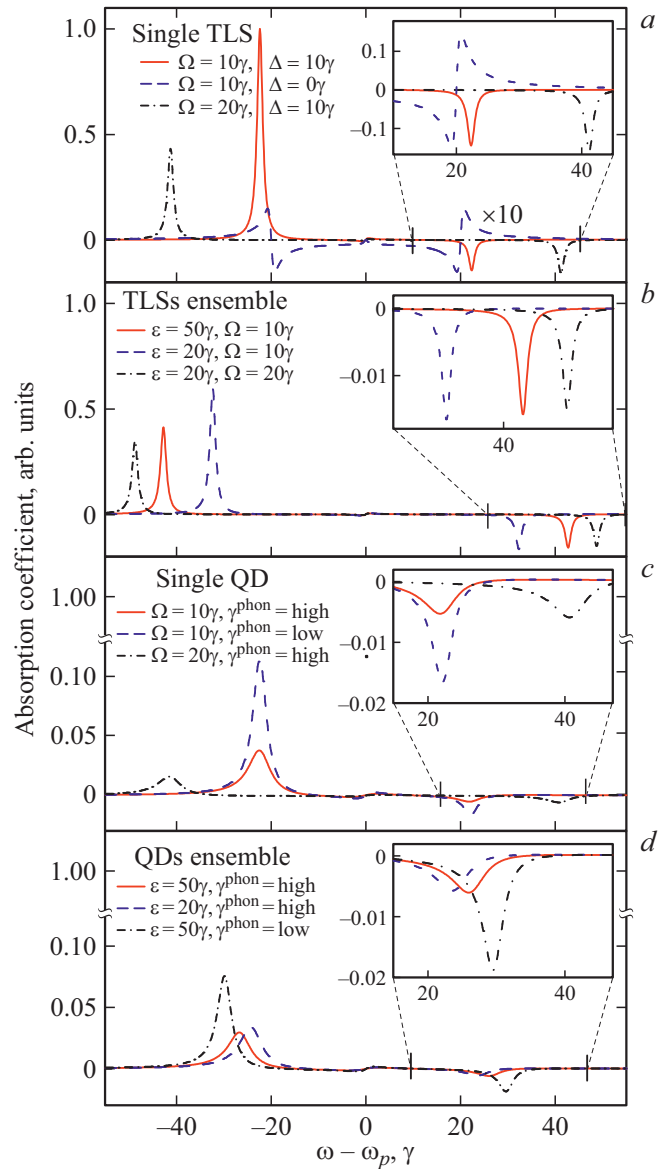 a
1.0
Single TLS
Ω = 10γ, Δ = 10γ
Ω = 10γ, Δ = 0γ
Ω = 20γ, Δ = 10γ
0.5
0
0.1
0
−0.1
20
40
×10
b
1.0
TLSs ensemble
ε = 50γ, Ω = 10γ
ε = 20γ, Ω = 10γ
ε = 20γ, Ω = 20γ
0.5
0
0
−0.01
40
c
Single QD
1.00
Ω = 10γ, γ^phon = high
Ω = 10γ, γ^phon = low
Ω = 20γ, γ^phon = high
0.10
0.05
0
0
−0.01
−0.02
20
40
d
QDs ensemble
1.00
ε = 50γ, γ^phon = high
ε = 20γ, γ^phon = high
ε = 50γ, γ^phon = low
0.10
0.05
0
0
−0.01
−0.02
20
40
−40
−20
0
20
40
ω − ω_p, γ
Absorption coefficient, arb. units